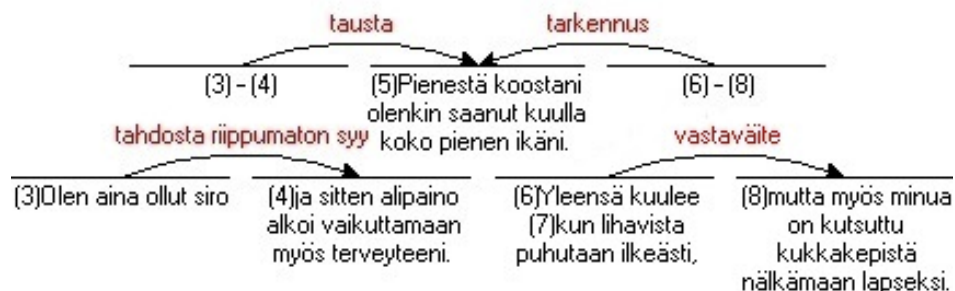 tausta tarkennus
(3) – (4) (5)Pienestä koostani (6) – (8)
olenkin saanut kuulla
koko pienen ikäni.
tahdosta riippumaton syy vastaväite
(3)Olen aina ollut siro (4)ja sitten alipaino (6)Yleensä kuulee (8)mutta myös minua
alkoi vaikuttamaan (7)kun lihavista on kutsuttu
myös terveyteeni. puhutaan ilkeästi, kukkakepistä
nälkämaan lapseksi.